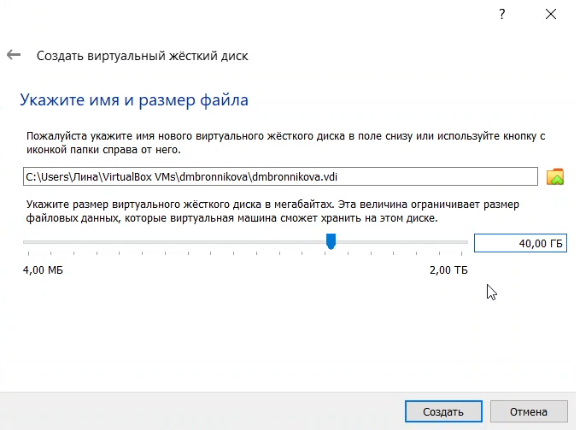 ?
Создать виртуальный жёсткий диск
Укажите имя и размер файла
Пожалуйста укажите имя нового виртуального жёсткого диска в поле снизу или используйте кнопку с
иконкой папки справа от него.
C:\Users\Лина\VirtualBox VMs\dmbronnikova\dmbronnikova.vdi
Укажите размер виртуального жёсткого диска в мегабайтах. Эта величина ограничивает размер
файловых данных, которые виртуальная машина сможет хранить на этом диске.
40,00 ГБ
4,00 МБ 2,00 ТБ
Создать Отмена